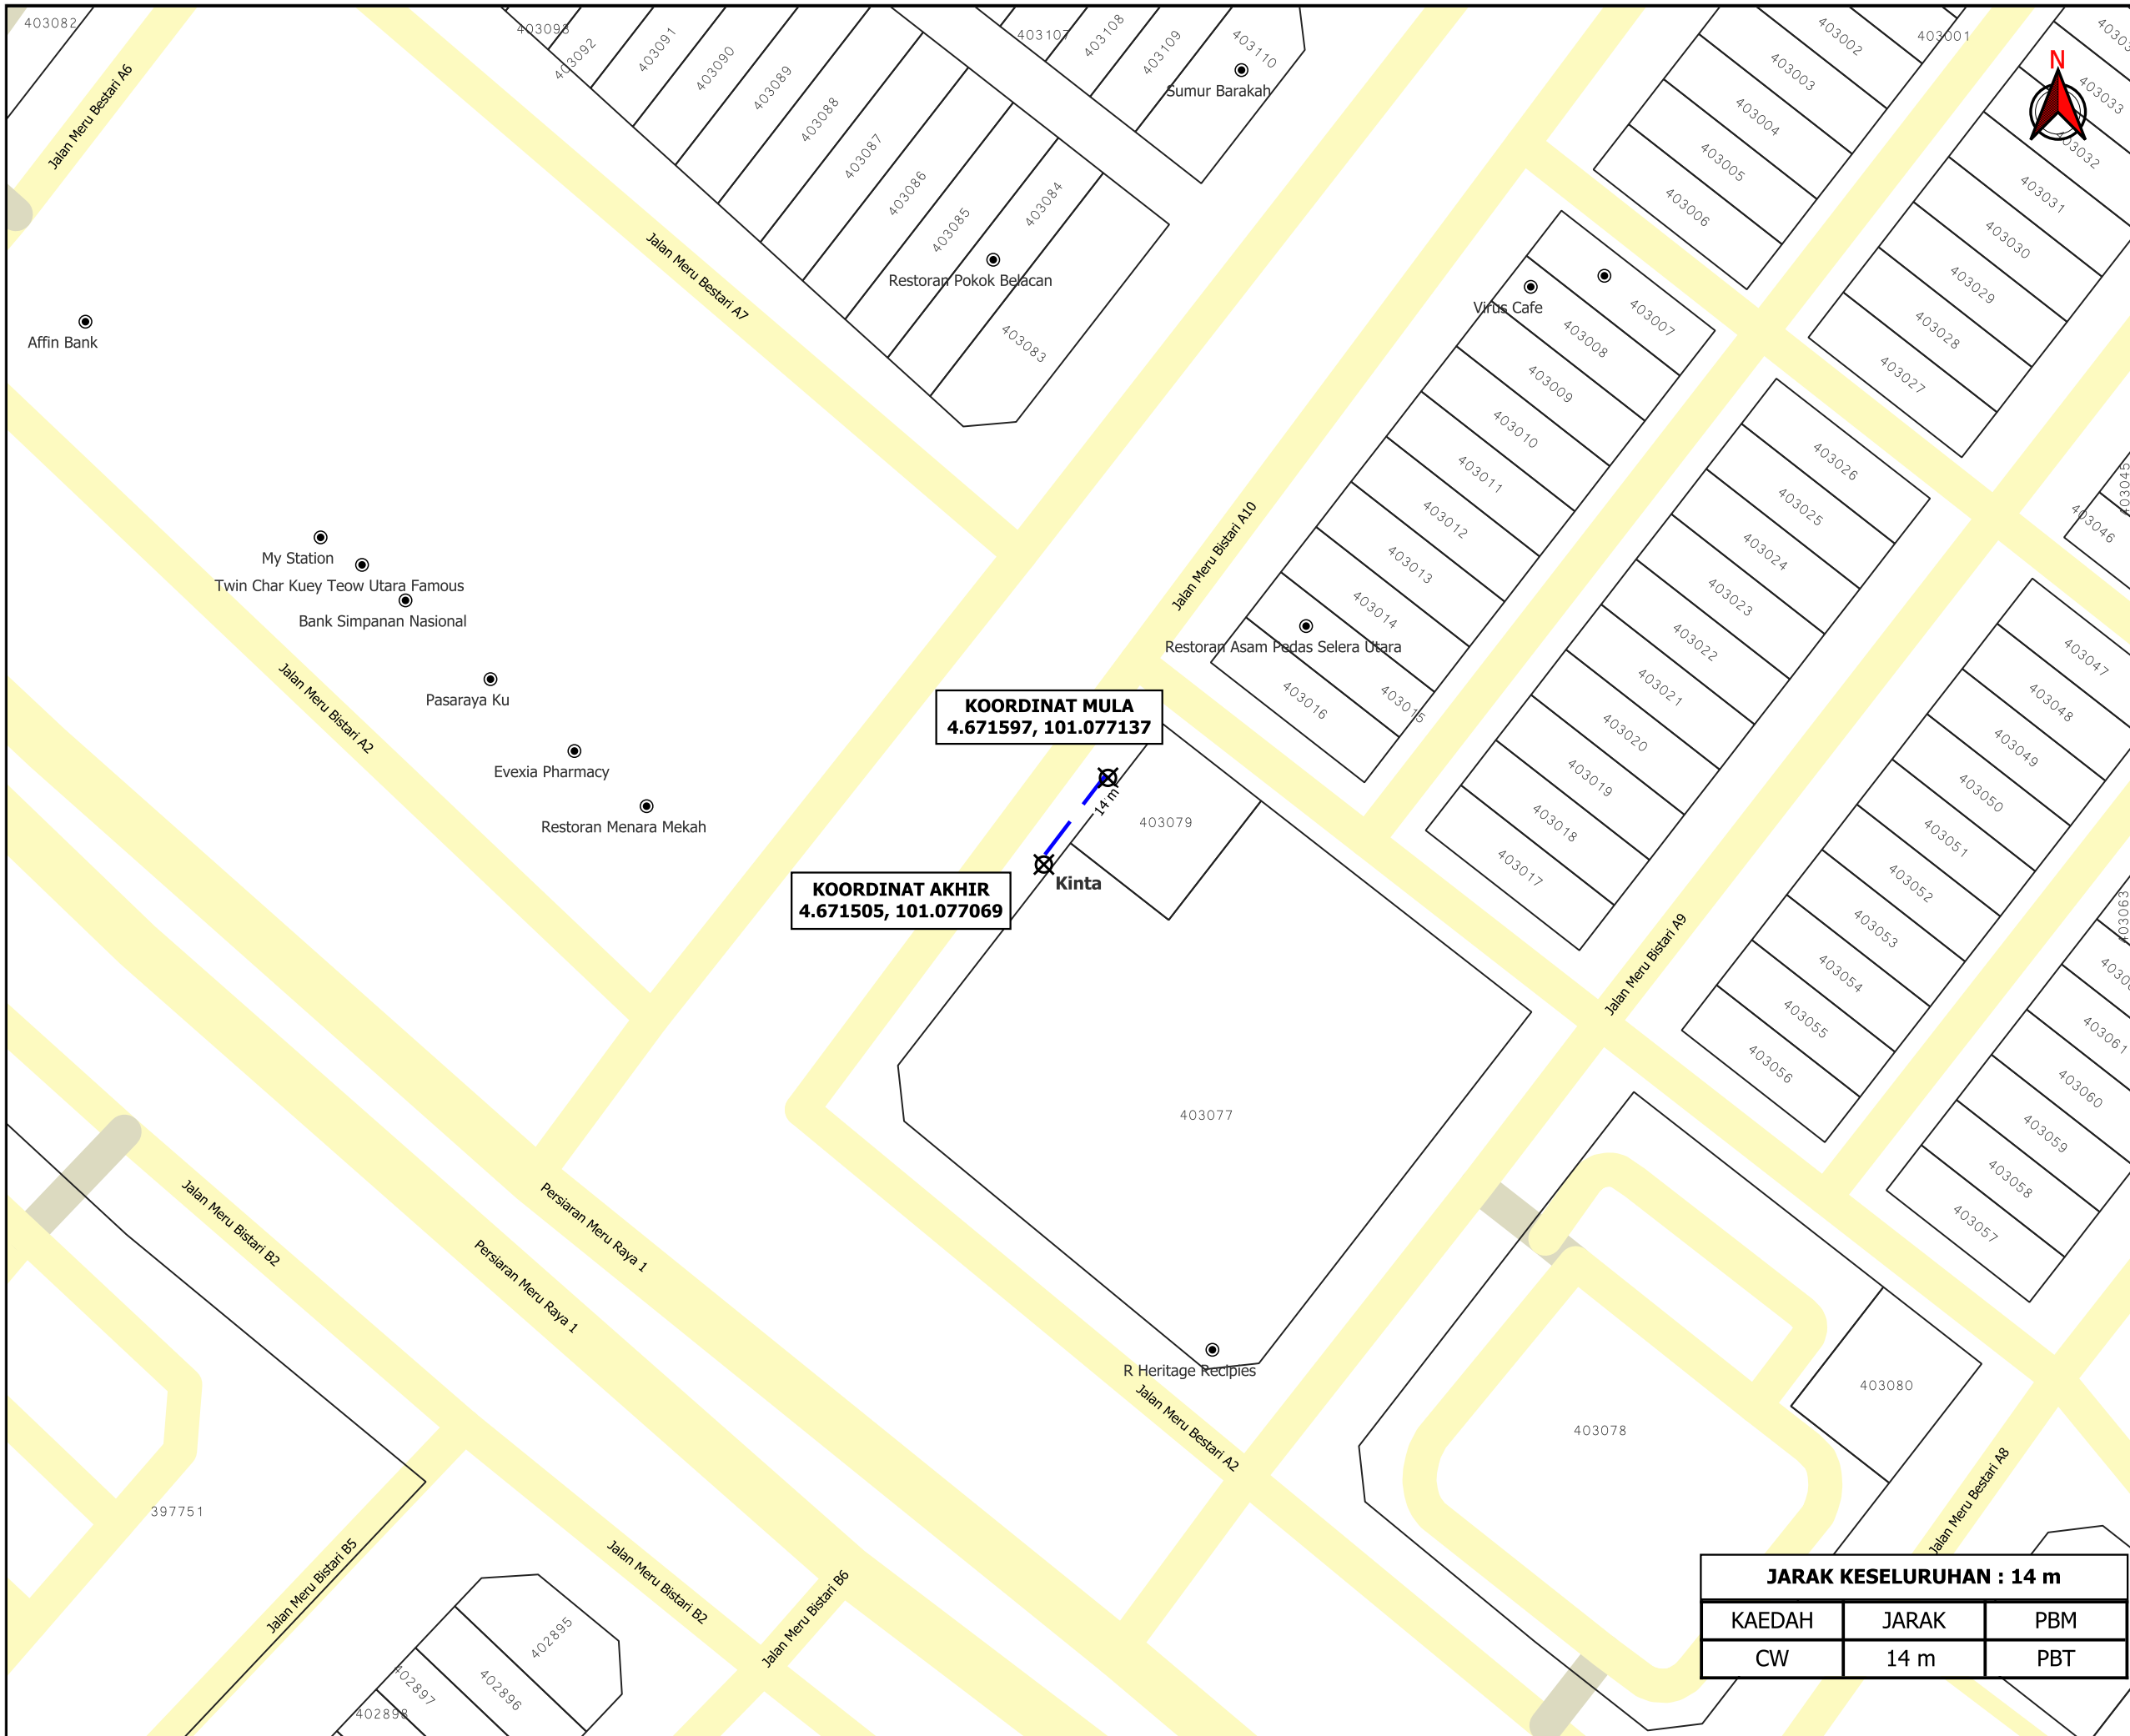 403082
403093
403092
403091
403090
403089
403088
403087
403086
403085
403084
403083
403107
403108
403109
403110
Sumur Barakah
403001
403002
403003
403004
403005
403006
N
403033
403032
403031
403030
403029
403028
403027
Jalan Meru Bestari A6
Jalan Meru Bestari A7
Restoran Pokok Belacan
Affin Bank
Virus Cafe
403007
403008
403009
403010
403011
403012
403013
403014
403015
403016
Restoran Asam Pedas Selera Utara
403026
403025
403024
403023
403022
403021
403020
403019
403018
403017
403045
403046
403047
403048
403049
403050
403051
403052
403053
403054
403055
403056
403063
403061
403060
403059
403058
403057
My Station
Twin Char Kuey Teow Utara Famous
Bank Simpanan Nasional
Pasaraya Ku
Evexia Pharmacy
Restoran Menara Mekah
Jalan Meru Bistari A2
Jalan Meru Bistari A10
KOORDINAT MULA
4.671597, 101.077137
14 m
403079
KOORDINAT AKHIR
4.671505, 101.077069
Kinta
Jalan Meru Bistari A9
403077
Jalan Meru Bistari B2
Persiaran Meru Raya 1
Persiaran Meru Raya 1
R Heritage Recipies
Jalan Meru Bestari A2
403080
403078
Jalan Meru Bestari A8
397751
Jalan Meru Bistari B5
Jalan Meru Bistari B2
Jalan Meru Bistari B6
402895
402896
402897
402898
JARAK KESELURUHAN : 14 m
KAEDAH JARAK PBM
CW 14 m PBT